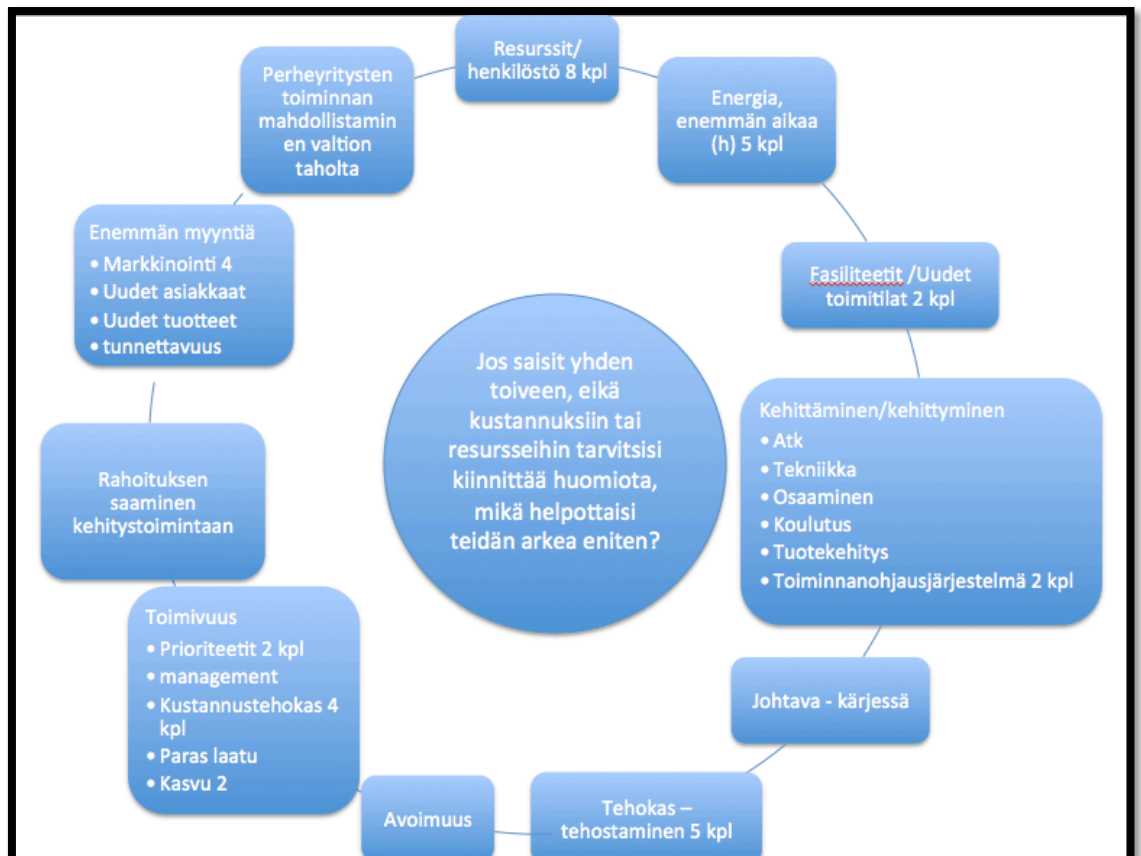 Resurssit/
henkilöstö 8 kpl
Energia,
enemmän aikaa
(h) 5 kpl
Fasiliteetit /Uudet
toimitilat 2 kpl
Kehittäminen/kehittyminen
• Atk
• Tekniikka
• Osaaminen
• Koulutus
• Tuotekehitys
• Toiminnanohjausjärjestelmä 2 kpl
Johtava - kärjessä
Tehokas –
tehostaminen 5 kpl
Avoimuus
Toimivuus
• Prioriteetit 2 kpl
• management
• Kustannustehokas 4
kpl
• Paras laatu
• Kasvu 2
Rahoituksen
saaminen
kehitystoimintaan
Enemmän myyntiä
• Markkinointi 4
• Uudet asiakkaat
• Uudet tuotteet
• tunnettavuus
Perheyritysten
toiminnan
mahdollistamin
en valtion
taholta
Jos saisit yhden
toiveen, eikä
kustannuksiin tai
resursseihin tarvitsisi
kiinnittää huomiota,
mikä helpottaisi
teidän arkea eniten?